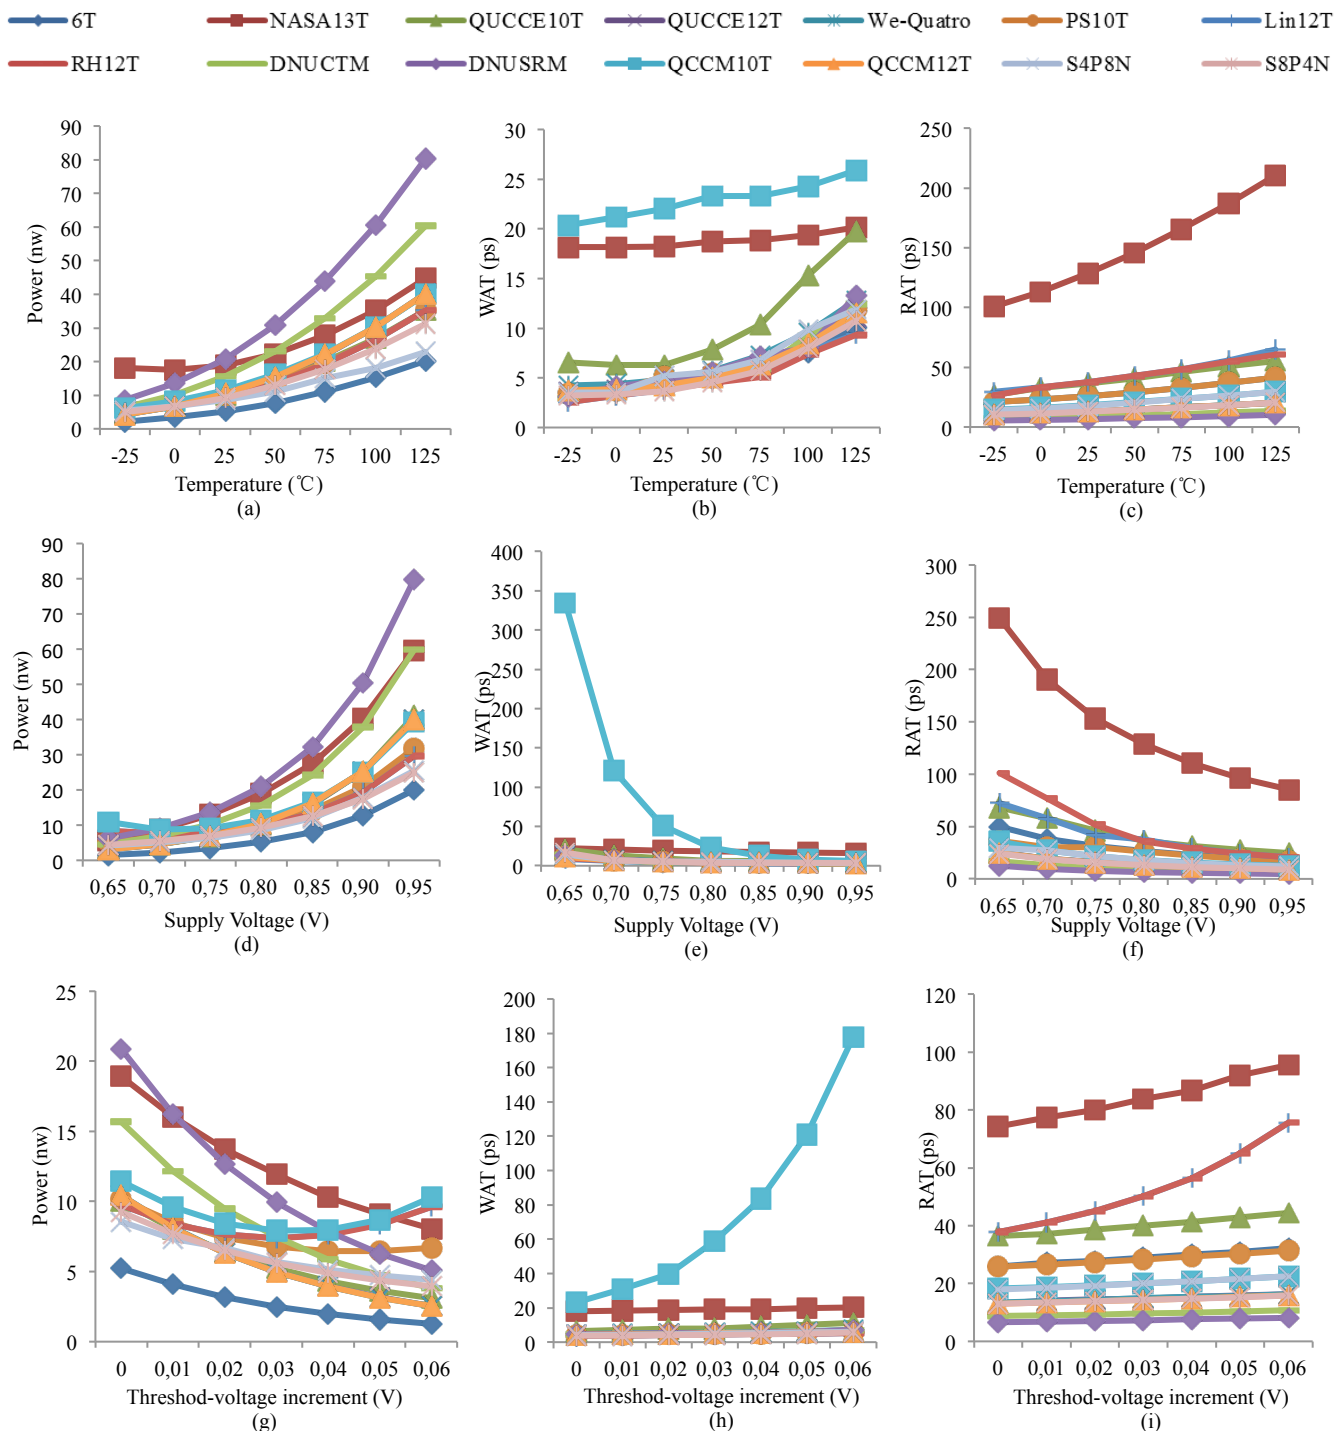 6T NASA13T QUCCE10T QUCCE12T We-Quatro PS10T Lin12T
RH12T DNUCTM DNUSRM QCCM10T QCCM12T S4P8N S8P4N
Power (nw)
90
80
70
60
50
40
30
20
10
0
-25 0 25 50 75 100 125
Temperature (℃)
(a)
WAT (ps)
30
25
20
15
10
5
0
-25 0 25 50 75 100 125
Temperature (℃)
(b)
RAT (ps)
250
200
150
100
50
0
-25 0 25 50 75 100 125
Temperature (℃)
(c)
Power (nw)
90
80
70
60
50
40
30
20
10
0
0,65 0,70 0,75 0,80 0,85 0,90 0,95
Supply Voltage (V)
(d)
WAT (ps)
400
350
300
250
200
150
100
50
0
0,65 0,70 0,75 0,80 0,85 0,90 0,95
Supply Voltage (V)
(e)
RAT (ps)
300
250
200
150
100
50
0
0,65 0,70 0,75 0,80 0,85 0,90 0,95
Supply Voltage (V)
(f)
Power (nw)
25
20
15
10
5
0
0 0,01 0,02 0,03 0,04 0,05 0,06
Threshod-voltage increment (V)
(g)
WAT (ps)
200
180
160
140
120
100
80
60
40
20
0
0 0,01 0,02 0,03 0,04 0,05 0,06
Threshod-voltage increment (V)
(h)
RAT (ps)
120
100
80
60
40
20
0
0 0,01 0,02 0,03 0,04 0,05 0,06
Threshod-voltage increment (V)
(i)